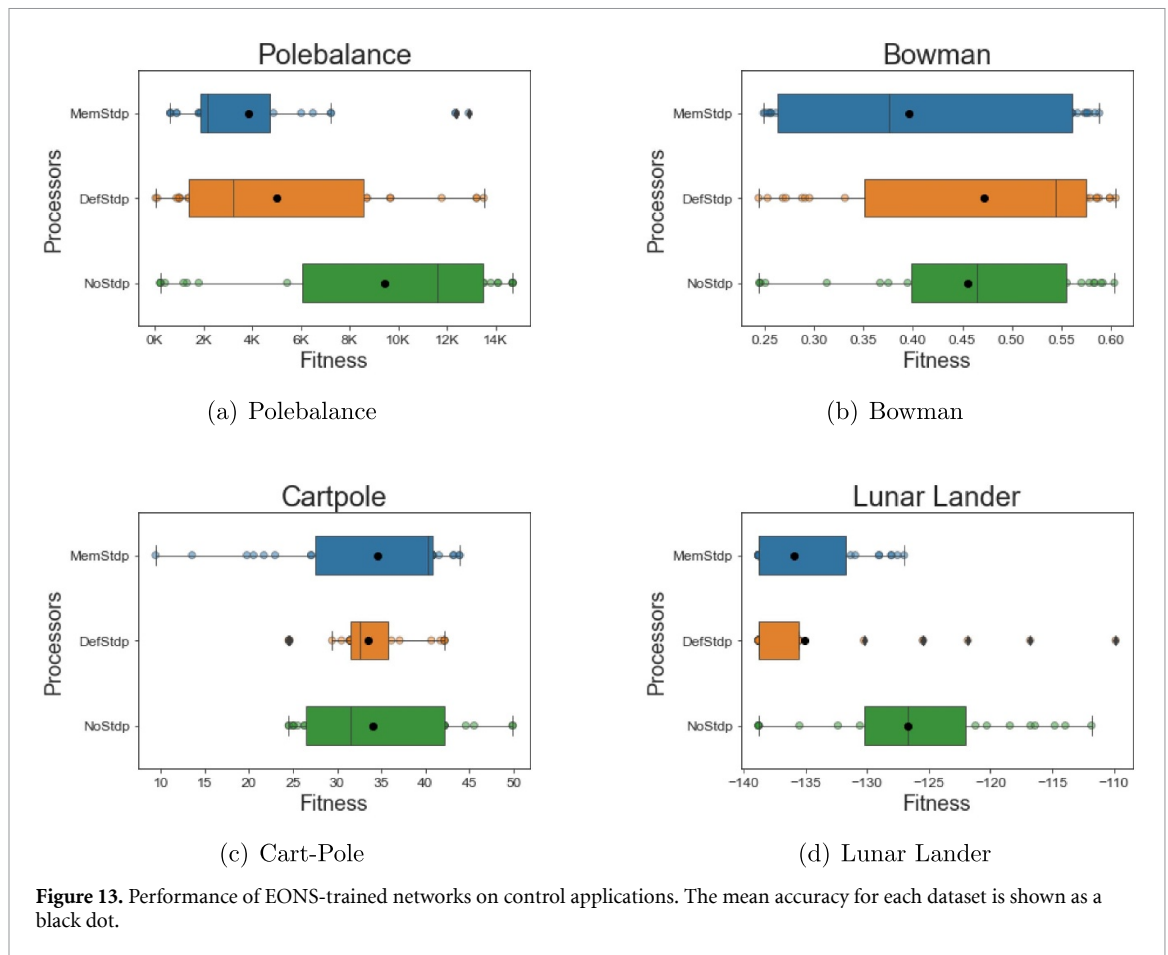 Polebalance
Processors
MemStdp
DefStdp
NoStdp
0K 2K 4K 6K 8K 10K 12K 14K
Fitness
(a) Polebalance
Bowman
Processors
MemStdp
DefStdp
NoStdp
0.25 0.30 0.35 0.40 0.45 0.50 0.55 0.60
Fitness
(b) Bowman
Cartpole
Processors
MemStdp
DefStdp
NoStdp
10 15 20 25 30 35 40 45 50
Fitness
(c) Cart-Pole
Lunar Lander
Processors
MemStdp
DefStdp
NoStdp
−140 −135 −130 −125 −120 −115 −110
Fitness
(d) Lunar Lander
Figure 13. Performance of EONS-trained networks on control applications. The mean accuracy for each dataset is shown as a
black dot.